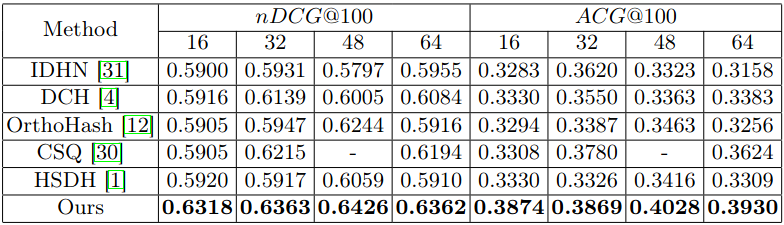 Method nDCG@100 ACG@100
16 32 48 64 16 32 48 64
IDHN [31] 0.5900 0.5931 0.5797 0.5955 0.3283 0.3620 0.3323 0.3158
DCH [4] 0.5916 0.6139 0.6005 0.6084 0.3330 0.3550 0.3363 0.3383
OrthoHash [12] 0.5905 0.5947 0.6244 0.5916 0.3294 0.3387 0.3463 0.3256
CSQ [30] 0.5905 0.6215 - 0.6194 0.3308 0.3780 - 0.3624
HSDH [1] 0.5920 0.5917 0.6059 0.5910 0.3330 0.3326 0.3416 0.3309
Ours 0.6318 0.6363 0.6426 0.6362 0.3874 0.3869 0.4028 0.3930